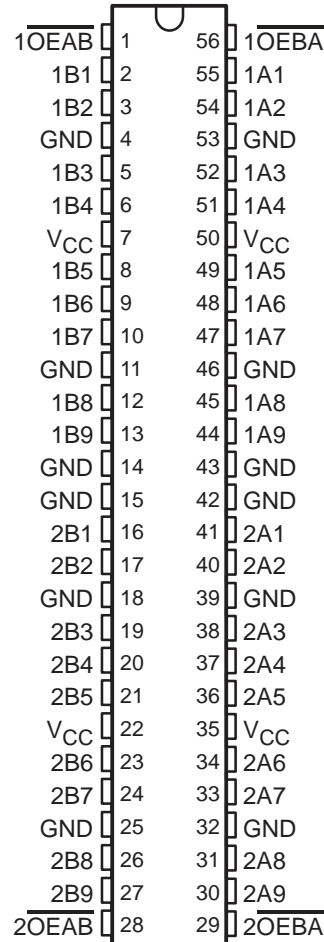 1OEAB 1 56 1OEBA
1B1 2 55 1A1
1B2 3 54 1A2
GND 4 53 GND
1B3 5 52 1A3
1B4 6 51 1A4
VCC 7 50 VCC
1B5 8 49 1A5
1B6 9 48 1A6
1B7 10 47 1A7
GND 11 46 GND
1B8 12 45 1A8
1B9 13 44 1A9
GND 14 43 GND
GND 15 42 GND
2B1 16 41 2A1
2B2 17 40 2A2
GND 18 39 GND
2B3 19 38 2A3
2B4 20 37 2A4
2B5 21 36 2A5
VCC 22 35 VCC
2B6 23 34 2A6
2B7 24 33 2A7
GND 25 32 GND
2B8 26 31 2A8
2B9 27 30 2A9
2OEAB 28 29 2OEBA